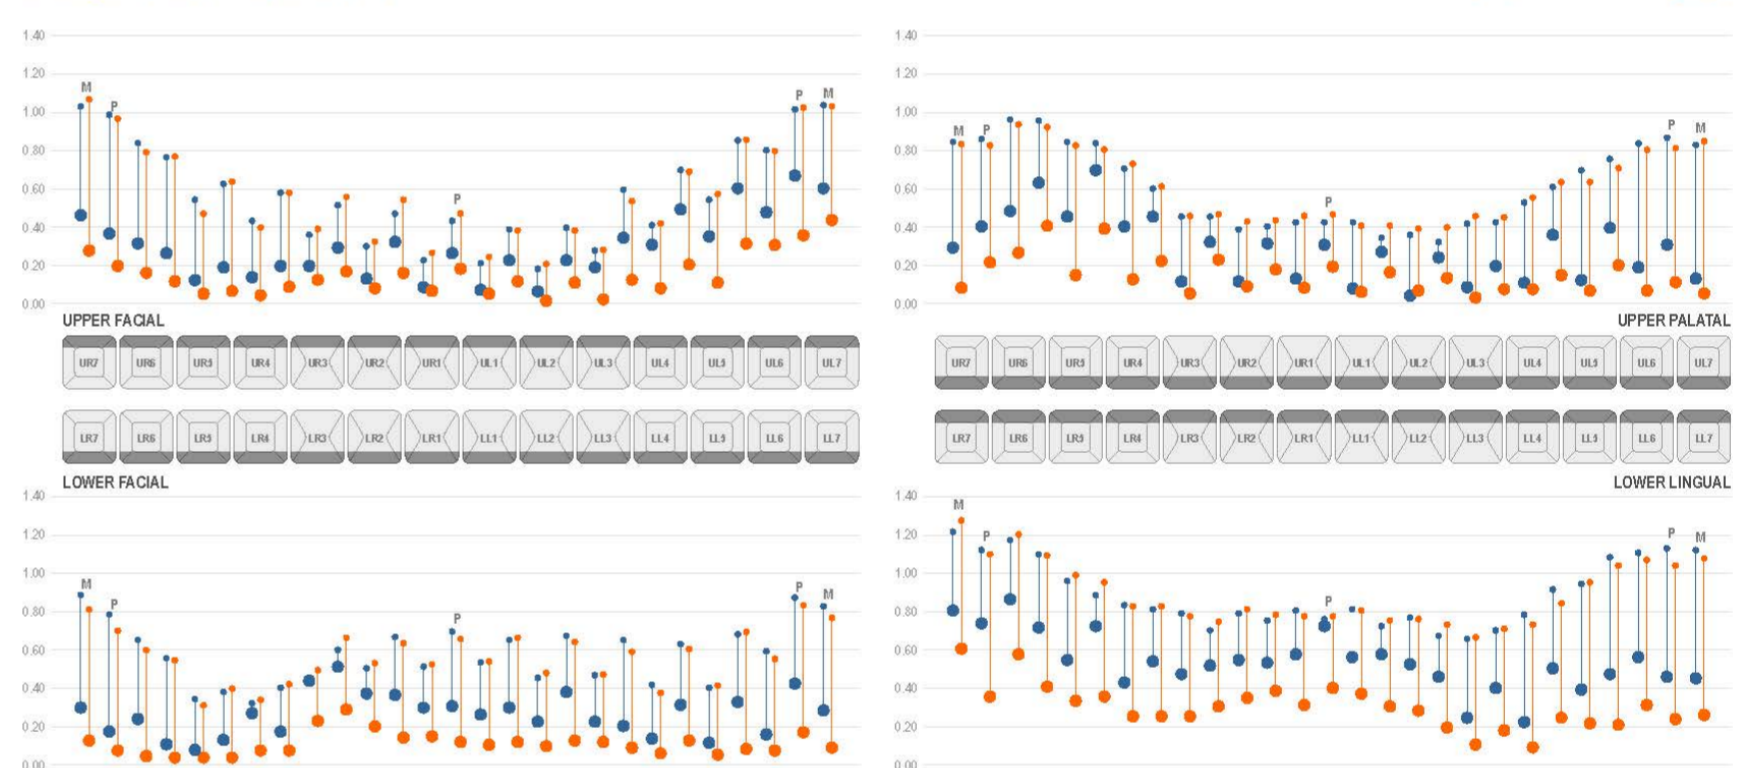 1.40 1.40
1.20 1.20
M P P M 1.00 1.00
0.80 M P P M 0.80
0.60 0.60
0.40 P P 0.40
0.20 0.20
0.00 0.00
UPPER FACIAL UPPER PALATAL
UR7 UR6 UR5 UR4 UR3 UR2 UR1 UL1 UL2 UL3 UL4 UL5 UL6 UL7 UR7 UR6 UR5 UR4 UR3 UR2 UR1 UL1 UL2 UL3 UL4 UL5 UL6 UL7
LR7 LR6 LR5 LR4 LR3 LR2 LR1 LL1 LL2 LL3 LL4 LL5 LL6 LL7 LR7 LR6 LR5 LR4 LR3 LR2 LR1 LL1 LL2 LL3 LL4 LL5 LL6 LL7
LOWER FACIAL LOWER LINGUAL
1.40 1.40
M
1.20 1.20 P P M
1.00 1.00
M P P M
0.80 0.80
P P
0.60 0.60
0.40 0.40
0.20 0.20
0.00 0.00